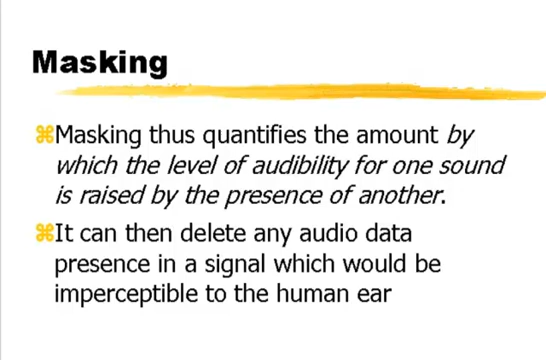 Masking
⌘Masking thus quantifies the amount by
which the level of audibility for one sound
is raised by the presence of another.
⌘It can then delete any audio data
presence in a signal which would be
imperceptible to the human ear